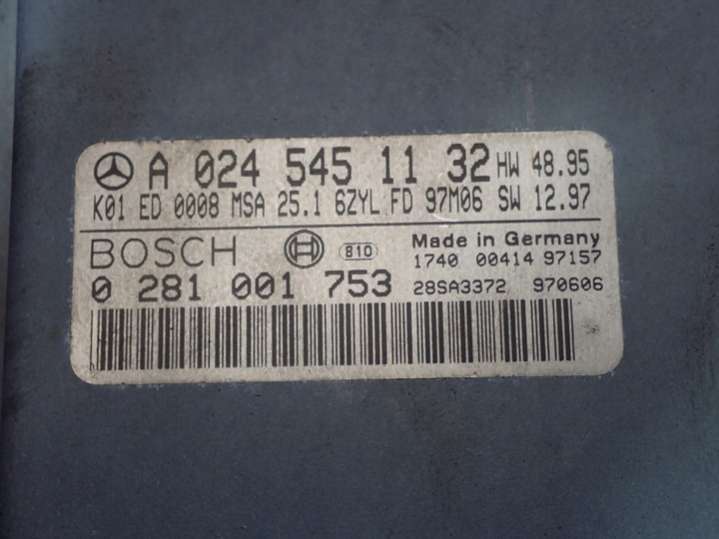 A 024 545 11 32 HW 48.95
K01 ED 0008 MSA 25.1 6ZYL FD 97M06 SW 12.97
BOSCH 810 Made in Germany
1740 00414 97157
0 281 001 753 28SA3372 970606